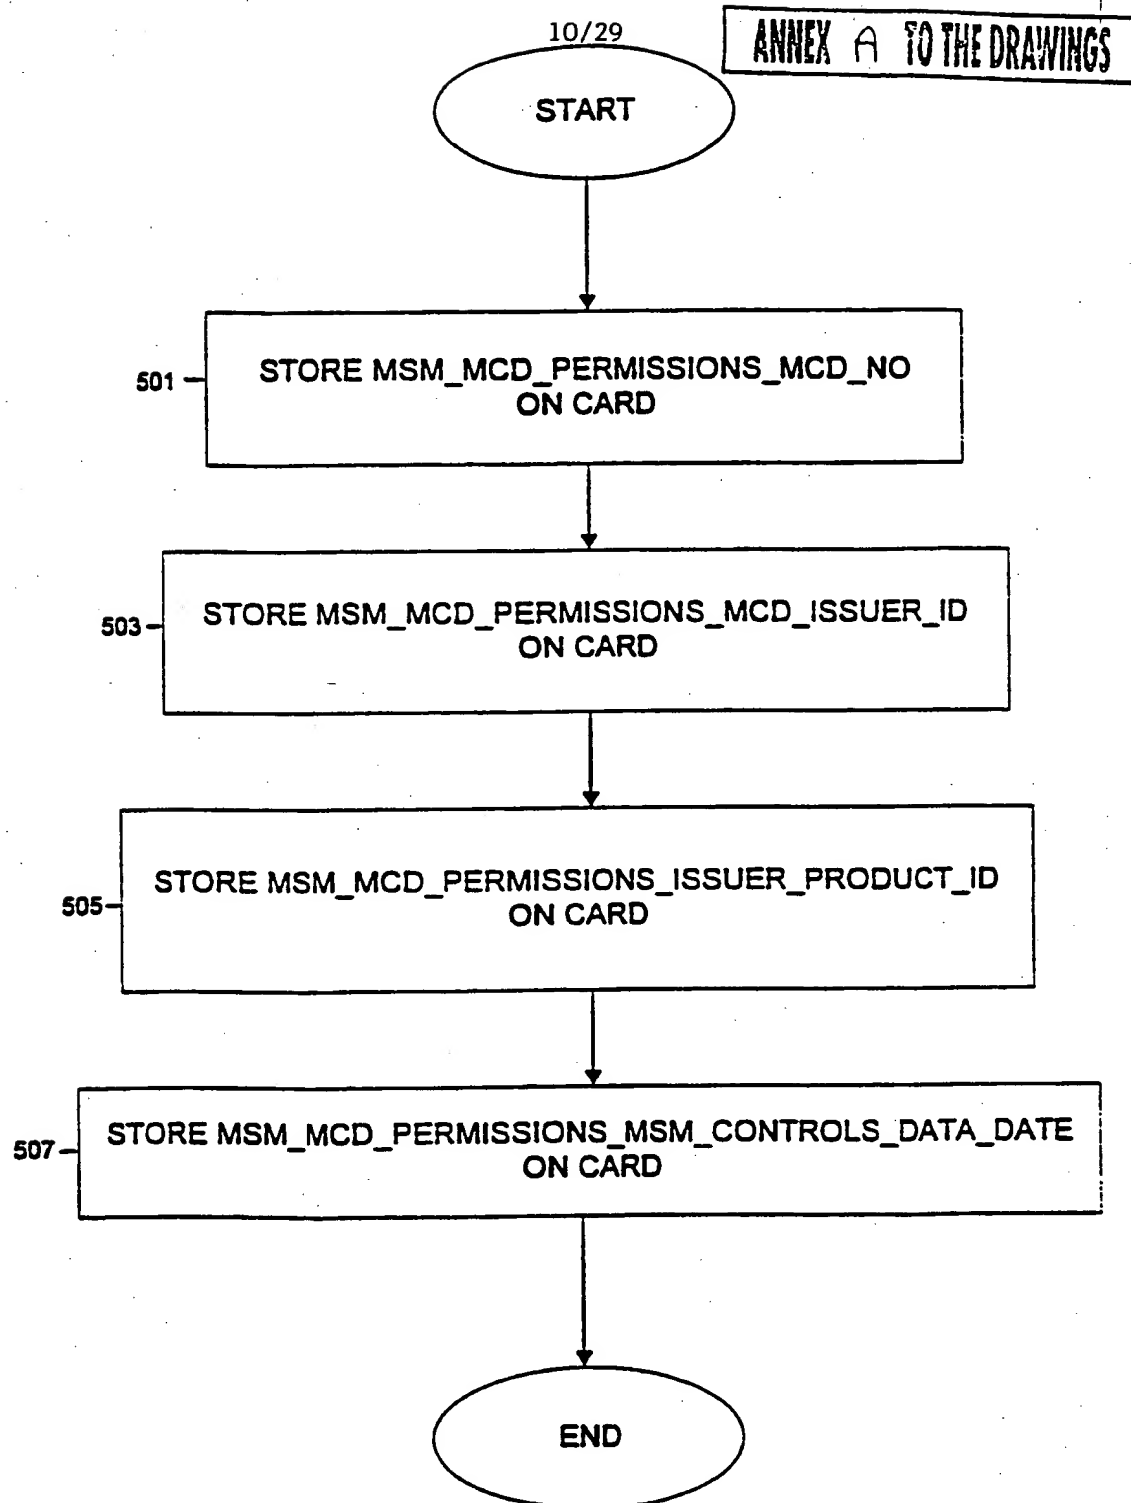 10/29
ANNEX A TO THE DRAWINGS
START
501
STORE MSM_MCD_PERMISSIONS_MCD_NO
ON CARD
503
STORE MSM_MCD_PERMISSIONS_MCD_ISSUER_ID
ON CARD
505
STORE MSM_MCD_PERMISSIONS_ISSUER_PRODUCT_ID
ON CARD
507
STORE MSM_MCD_PERMISSIONS_MSM_CONTROLS_DATA_DATE
ON CARD
END